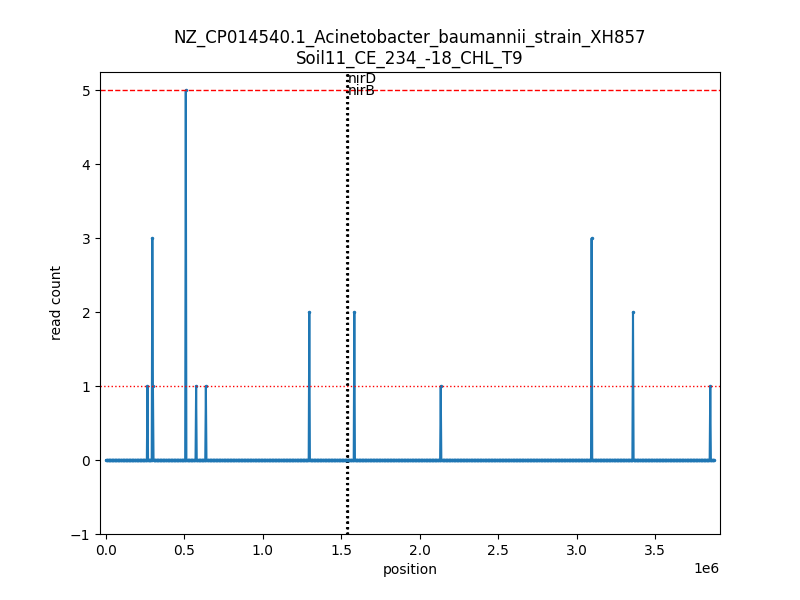 NZ_CP014540.1_Acinetobacter_baumannii_strain_XH857
Soil11_CE_234_-18_CHL_T9
nirD
nirB
5
4
3
2
1
0
−1
read count
0.0 0.5 1.0 1.5 2.0 2.5 3.0 3.5
1e6
position